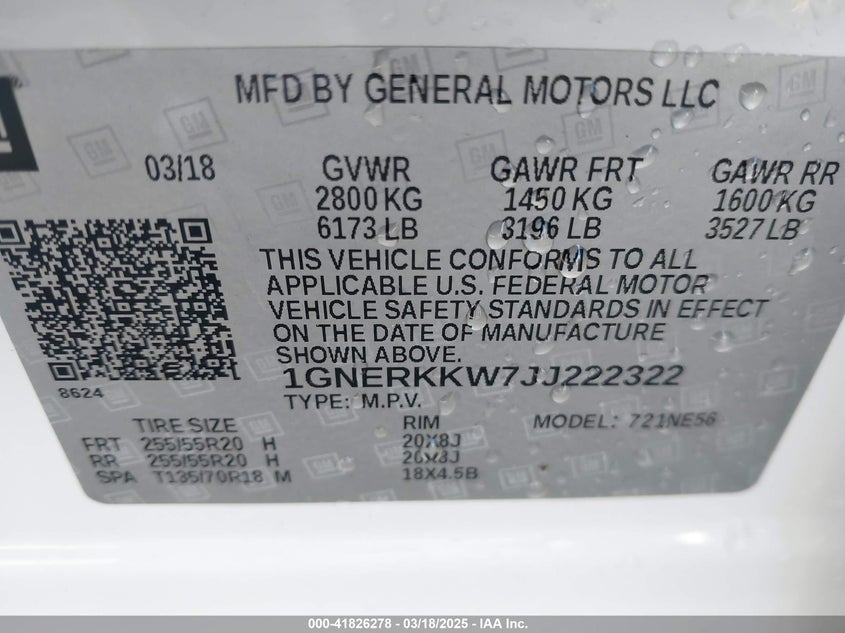 MFD BY GENERAL MOTORS LLC
03/18 GVWR GAWR FRT GAWR RR
2800 KG 1450 KG 1600 KG
6173 LB 3196 LB 3527 LB
THIS VEHICLE CONFORMS TO ALL
APPLICABLE U.S. FEDERAL MOTOR
VEHICLE SAFETY STANDARDS IN EFFECT
ON THE DATE OF MANUFACTURE
SHOWN ABOVE.
8624
1GNERKKW7JJ222322
TYPE: M.P.V.
TIRE SIZE RIM MODEL: 721NE56
FRT 255/55R20 H 20X8J
RR 255/55R20 H 20X8J
SPA T135/70R18 M 18X4.5B
000-41826278 - 03/18/2025 - IAAI.com